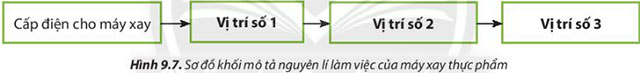 Cấp điện cho máy xay
Vị trí số 1
Vị trí số 2
Vị trí số 3
Hình 9.7. Sơ đồ khối mô tả nguyên lí làm việc của máy xay thực phẩm